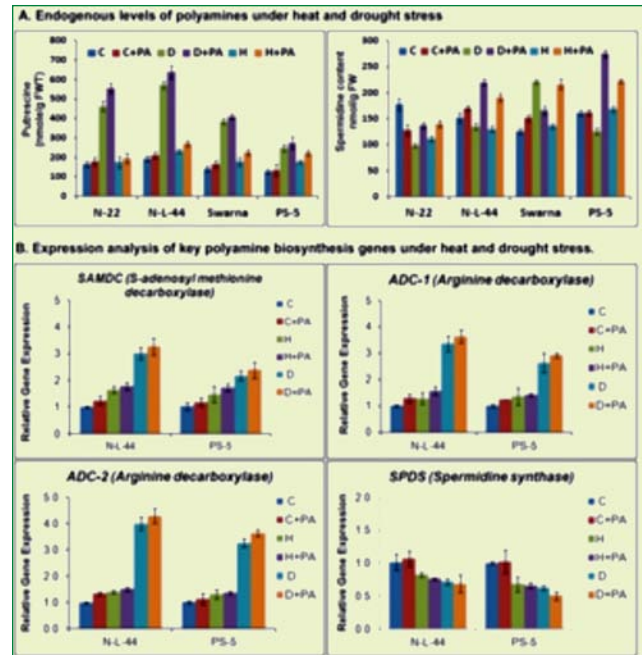 A. Endogenous levels of polyamines under heat and drought stress
C C+PA D D+PA H H+PA
Putrescine
(nmole/g FWT)
800
700
600
500
400
300
200
100
0
N-22 N-L-44 Swarna PS-5
C C+PA D D+PA H H+PA
Spermidine content
nmol/g FW
300
250
200
150
100
50
0
N-22 N-L-44 Swarna PS-5
B. Expression analysis of key polyamine biosynthesis genes under heat and drought stress.
SAMDC (S-adenosyl methionine
decarboxylase)
Relative Gene Expression
5
4
3
2
1
0
N-L-44 PS-5
C
C+PA
H
H+PA
D
D+PA
ADC-1 (Arginine decarboxylase)
Relative Gene Expression
5
4
3
2
1
0
N-L-44 PS-5
C
C+PA
H
H+PA
D
D+PA
ADC-2 (Arginine decarboxylase)
Relative Gene Expression
5.0
4.0
3.0
2.0
1.0
0.0
N-L-44 PS-5
C
C+PA
H
H+PA
D
D+PA
SPDS (Spermidine synthase)
Relative Gene Expression
2.0
1.5
1.0
0.5
0.0
N-L-44 PS-5
C
C+PA
H
H+PA
D
D+PA